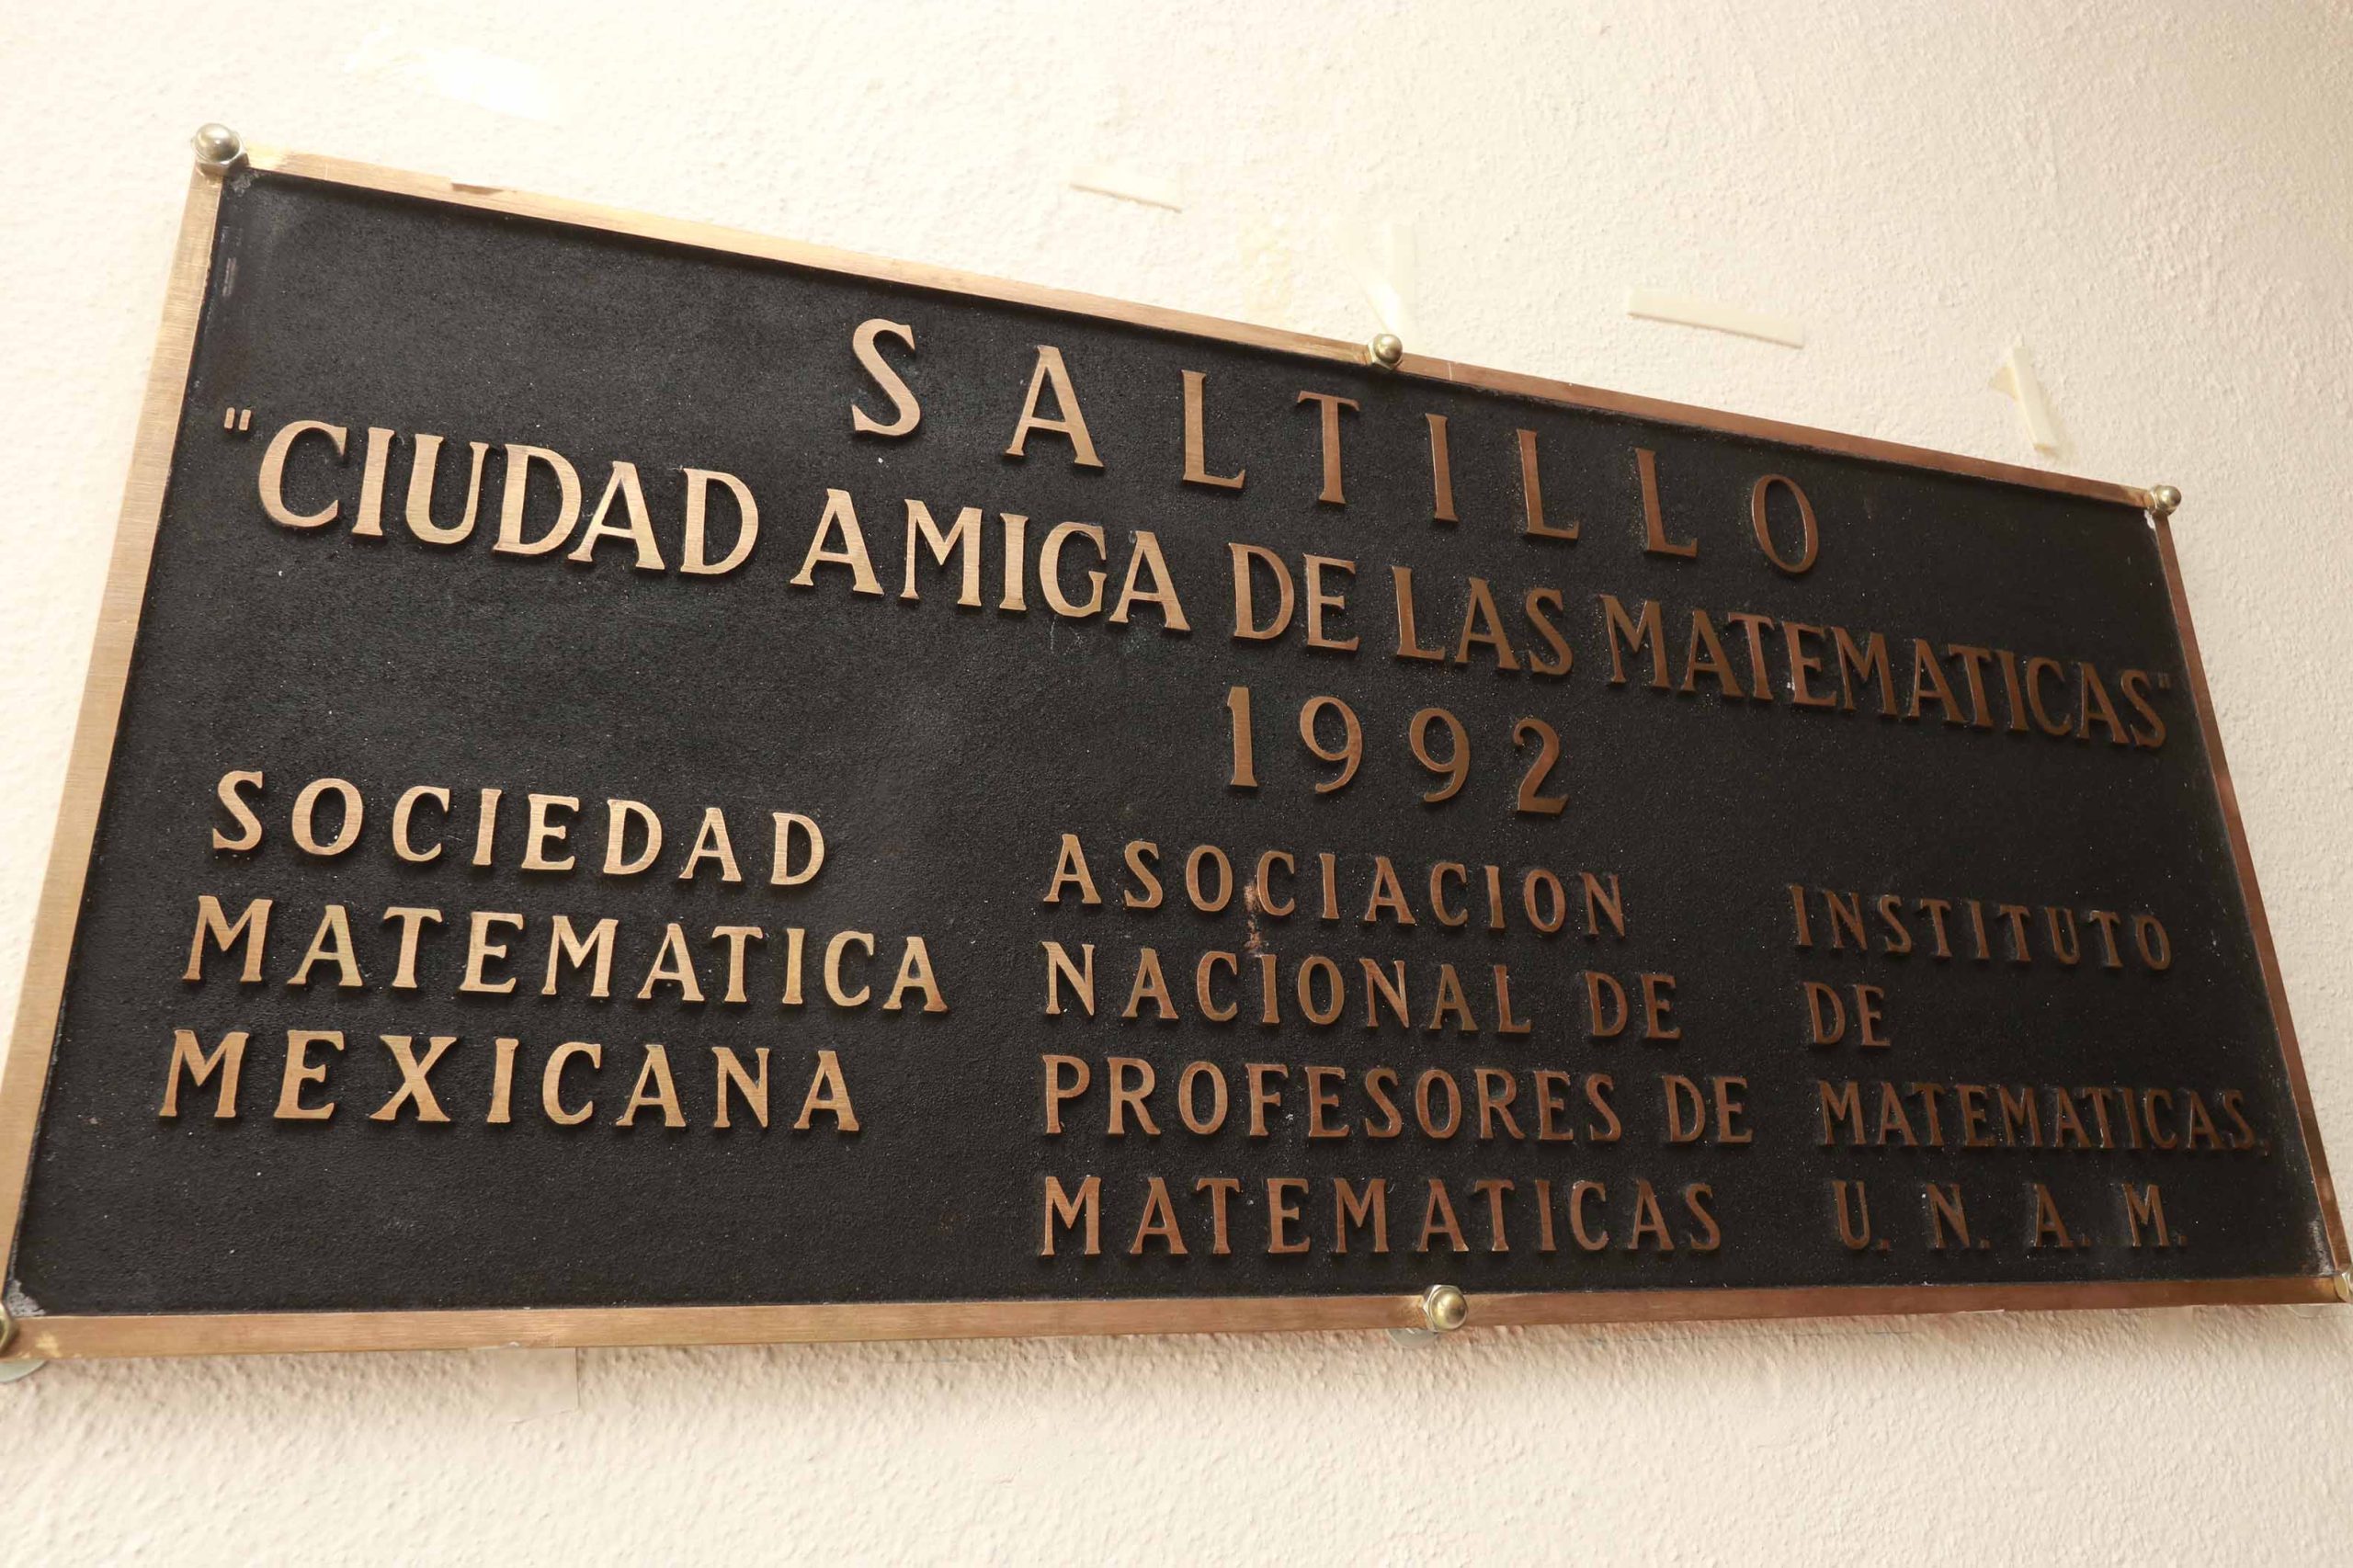 SALTILLO
"CIUDAD AMIGA DE LAS MATEMATICAS"
1992
SOCIEDAD
MATEMATICA
MEXICANA
ASOCIACION
NACIONAL DE
PROFESORES DE
MATEMATICAS
INSTITUTO
DE
MATEMATICAS,
U. N. A. M.